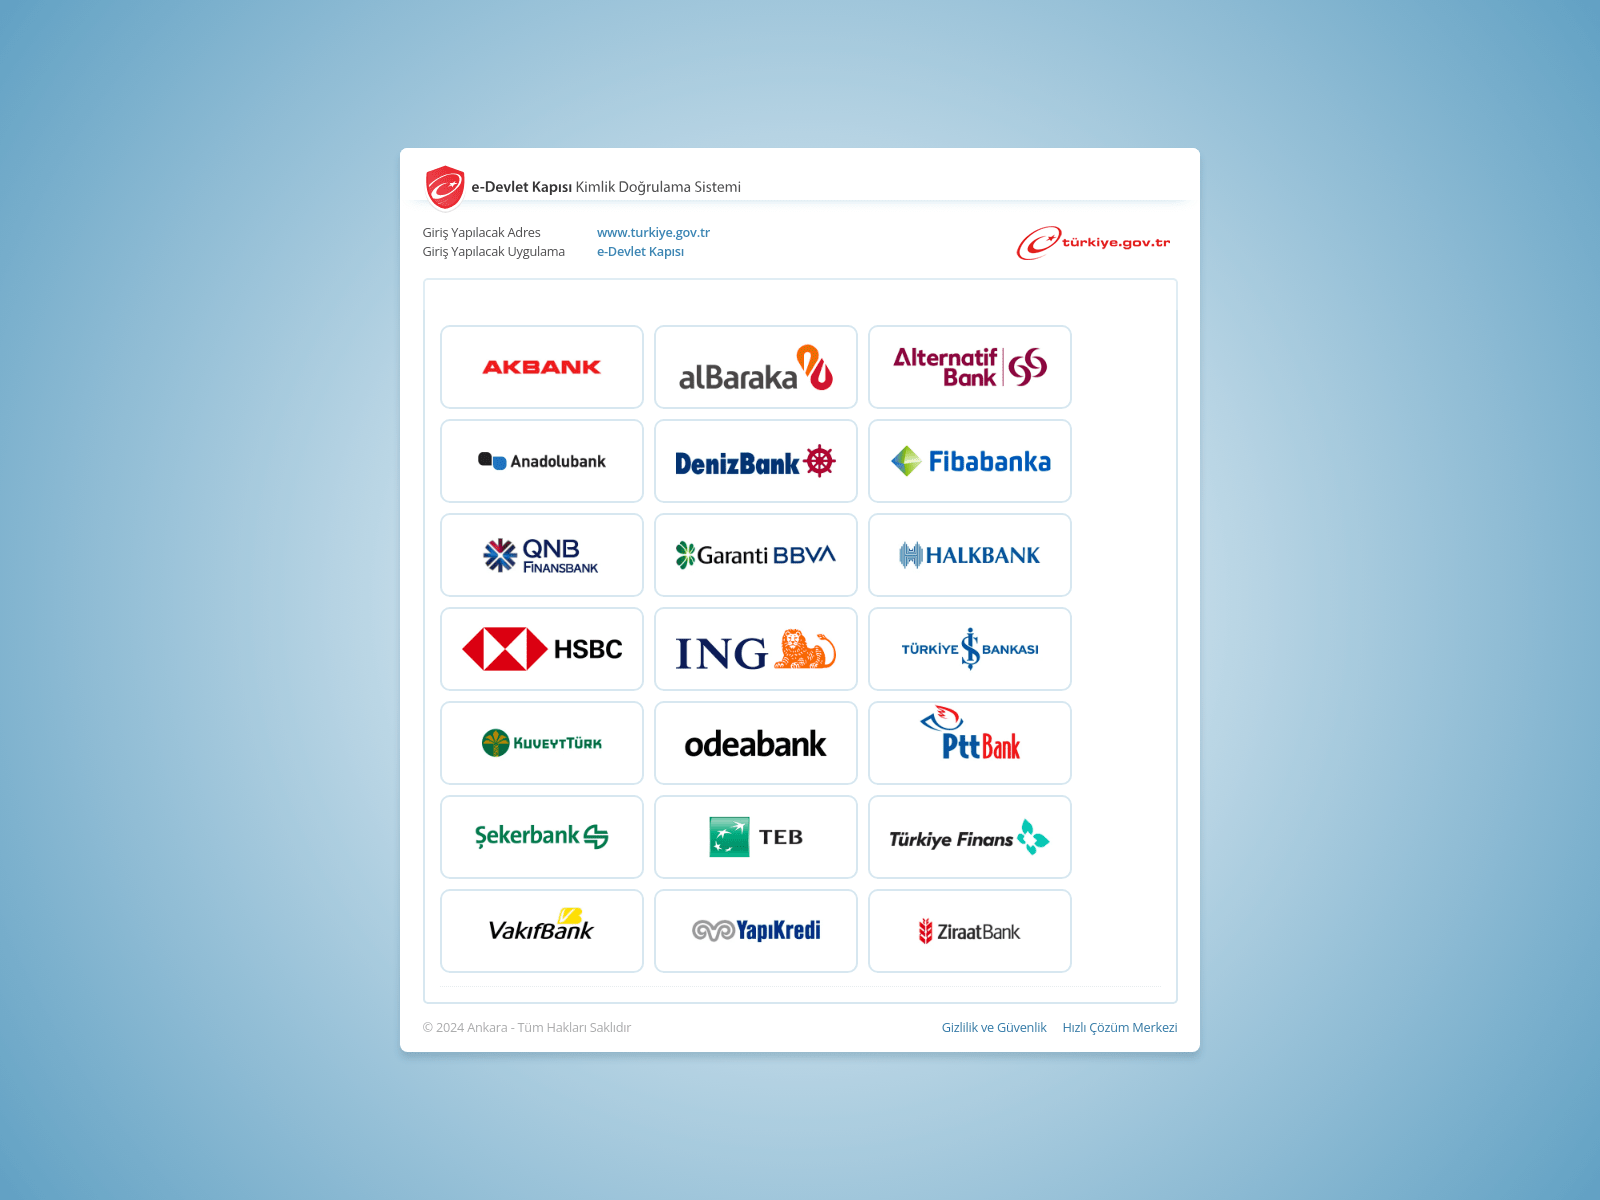 e-Devlet Kapısı Kimlik Doğrulama Sistemi
Giriş Yapılacak Adres www.turkiye.gov.tr
Giriş Yapılacak Uygulama e-Devlet Kapısı
türkiye.gov.tr
AKBANK
alBaraka
Alternatif
Bank
Anadolubank
DenizBank
Fibabanka
QNB
FINANSBANK
Garanti BBVA
HALKBANK
HSBC
ING
TÜRKİYE İŞ BANKASI
KUVEYTTÜRK
odeabank
PttBank
Şekerbank
TEB
Türkiye Finans
VakıfBank
YapıKredi
ZiraatBank
© 2024 Ankara - Tüm Hakları Saklıdır
Gizlilik ve Güvenlik Hızlı Çözüm Merkezi